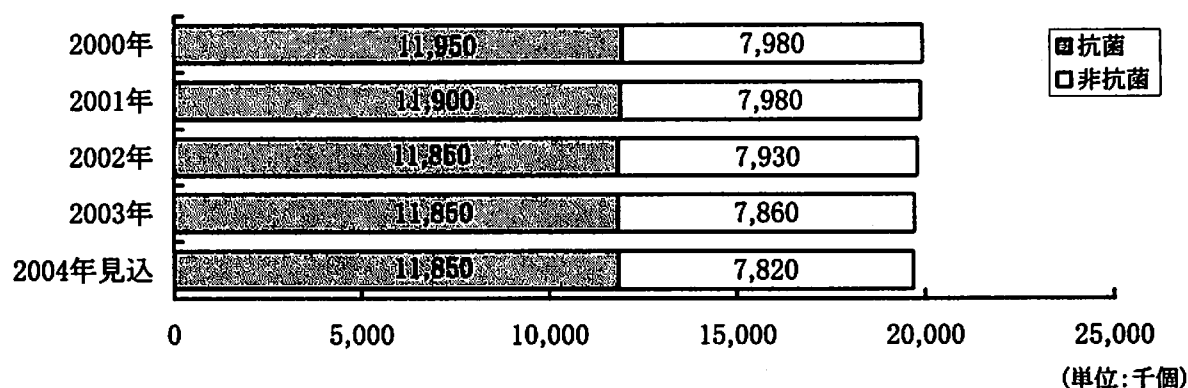 2000年 11,950 7,980
抗菌
非抗菌
2001年 11,900 7,980
2002年 11,850 7,930
2003年 11,850 7,860
2004年見込 11,850 7,820
0 5,000 10,000 15,000 20,000 25,000
(単位:千個)